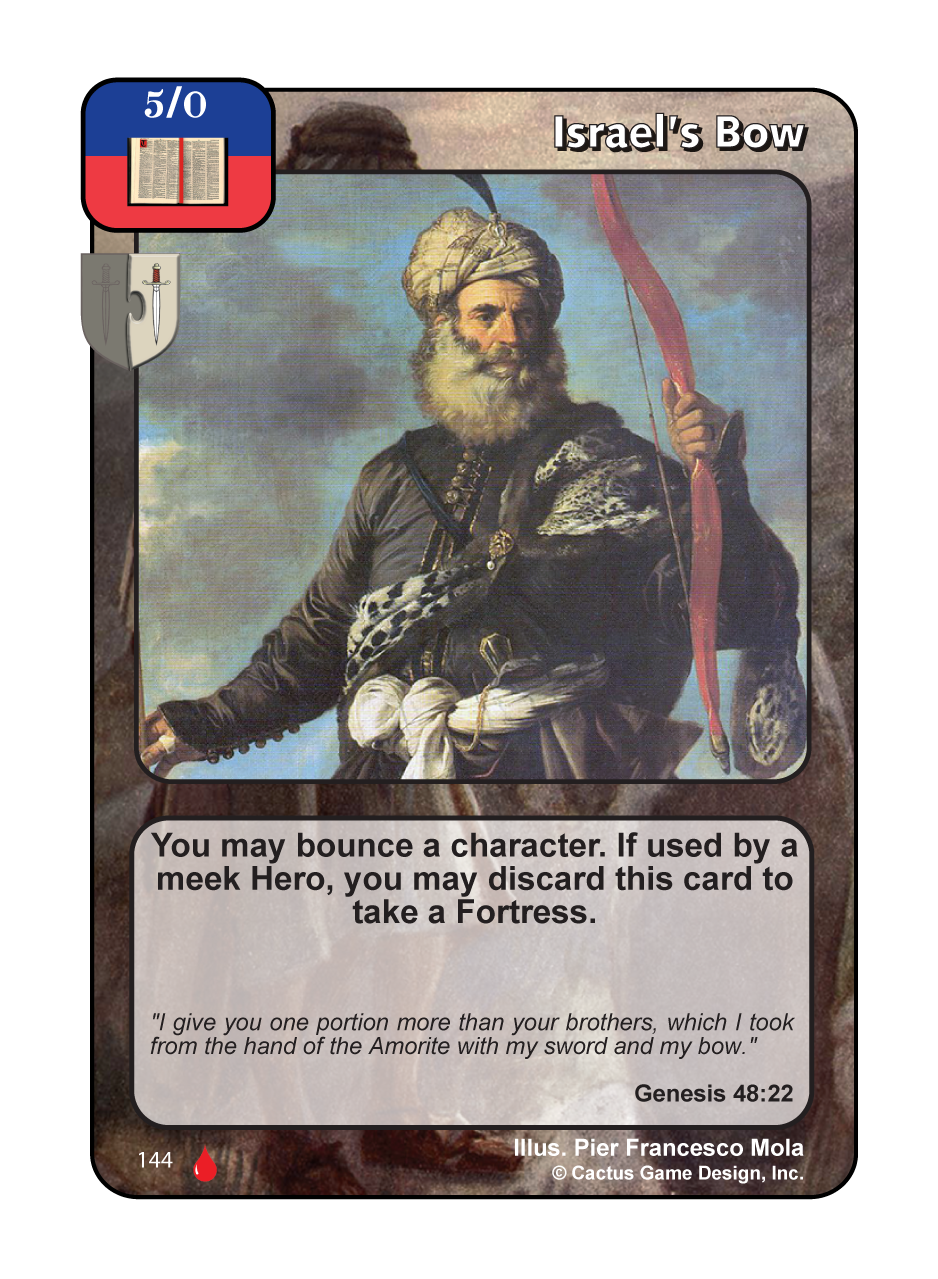 5/0
Israel's Bow
You may bounce a character. If used by a
meek Hero, you may discard this card to
take a Fortress.
"I give you one portion more than your brothers, which I took
from the hand of the Amorite with my sword and my bow."
Genesis 48:22
144
Illus. Pier Francesco Mola
© Cactus Game Design, Inc.